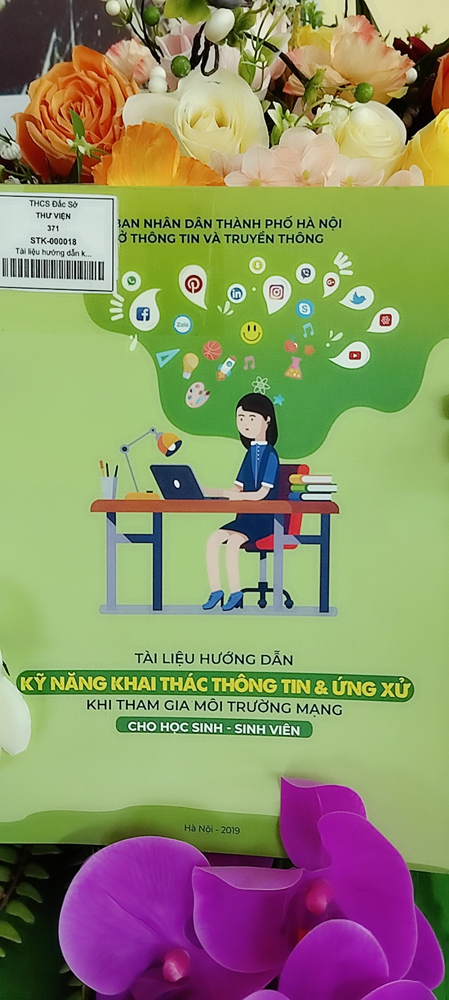 THCS Đắc Sở
THƯ VIỆN
371
STK-000018
Tài liệu hướng dẫn k...
BAN NHÂN DÂN THÀNH PHỐ HÀ NỘI
Ở THÔNG TIN VÀ TRUYỀN THÔNG
in
Zalo
TÀI LIỆU HƯỚNG DẪN
KỸ NĂNG KHAI THÁC THÔNG TIN & ỨNG XỬ
KHI THAM GIA MÔI TRƯỜNG MẠNG
CHO HỌC SINH - SINH VIÊN
Hà Nội - 2019